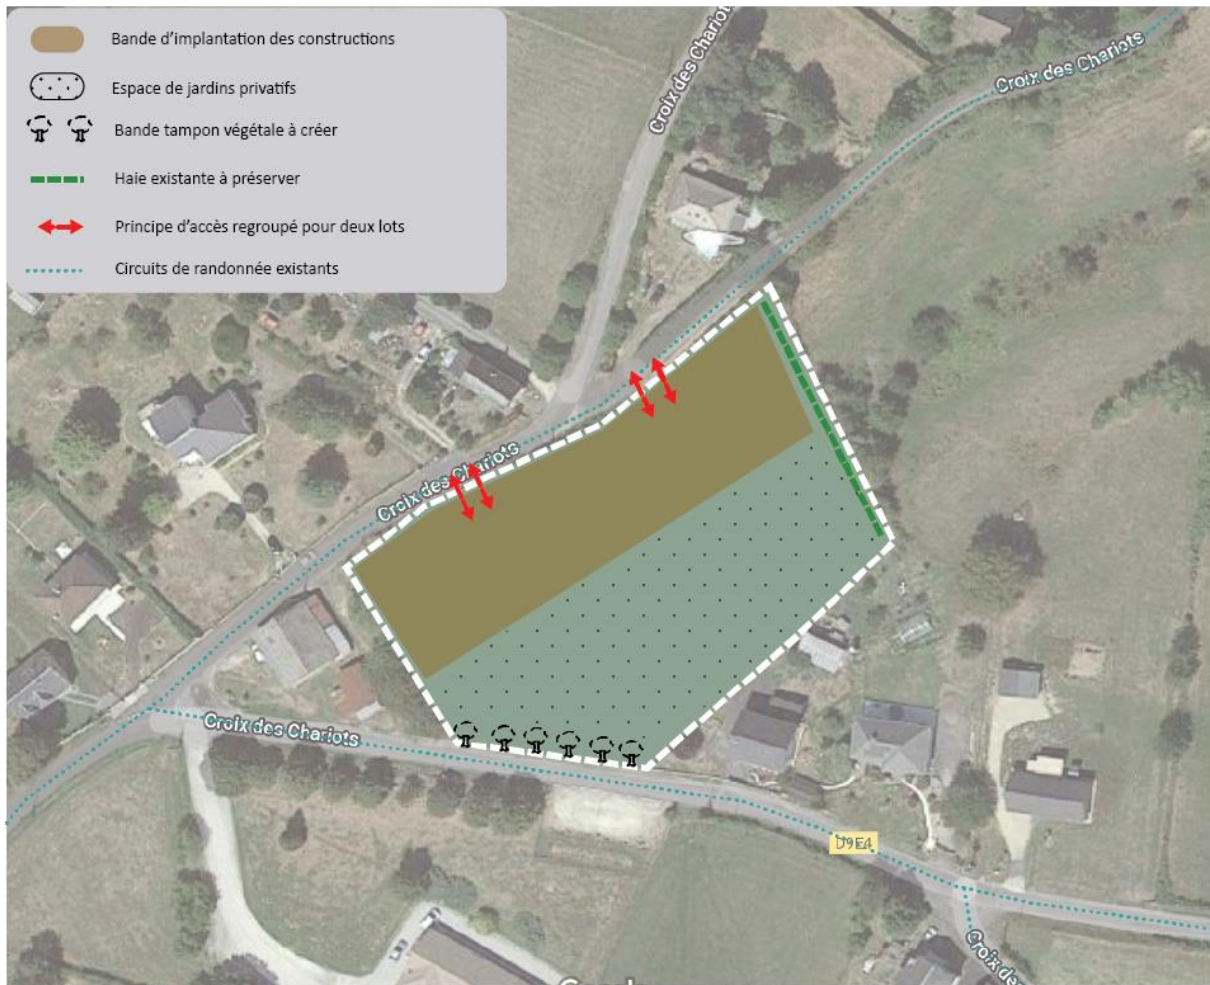 Bande d'implantation des constructions
Espace de jardins privatifs
Bande tampon végétale à créer
Haie existante à préserver
Principe d'accès regroupé pour deux lots
Circuits de randonnée existants
Croix des Chariots
Croix des Chariots
Croix des Chariots
Croix des Chariots
D9E4
Croix des